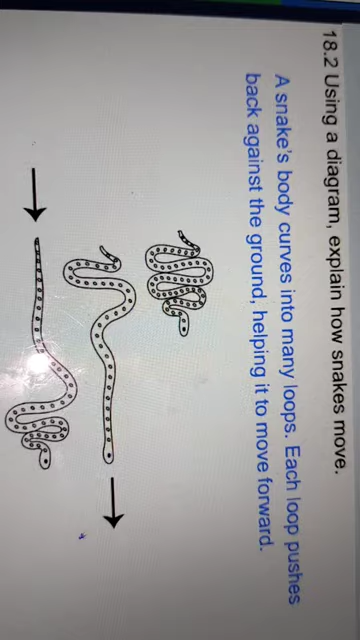 18.2 Using a diagram, explain how snakes move.
A snake's body curves into many loops. Each loop pushes
back against the ground, helping it to move forward.